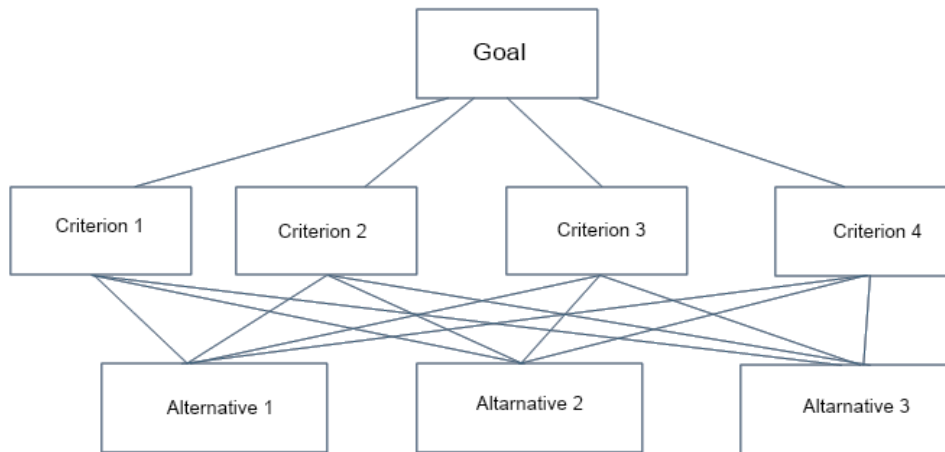 Goal
Criterion 1
Criterion 2
Criterion 3
Criterion 4
Alternative 1
Altarnative 2
Altarnative 3